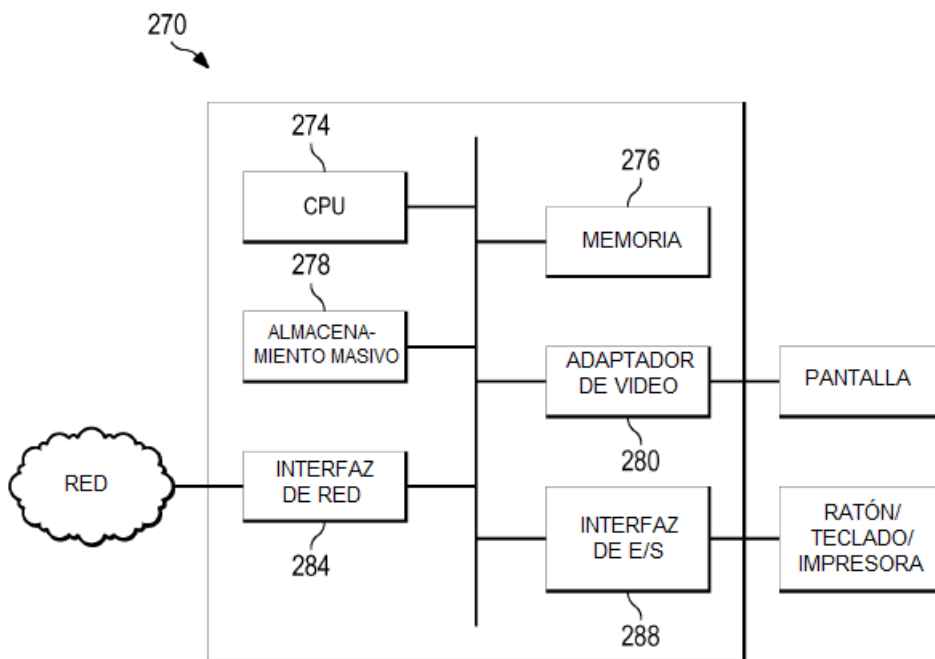 270
274
CPU
276
MEMORIA
278
ALMACENA-
MIENTO MASIVO
ADAPTADOR
DE VIDEO
280
PANTALLA
RED
INTERFAZ
DE RED
284
INTERFAZ
DE E/S
288
RATÓN/
TECLADO/
IMPRESORA